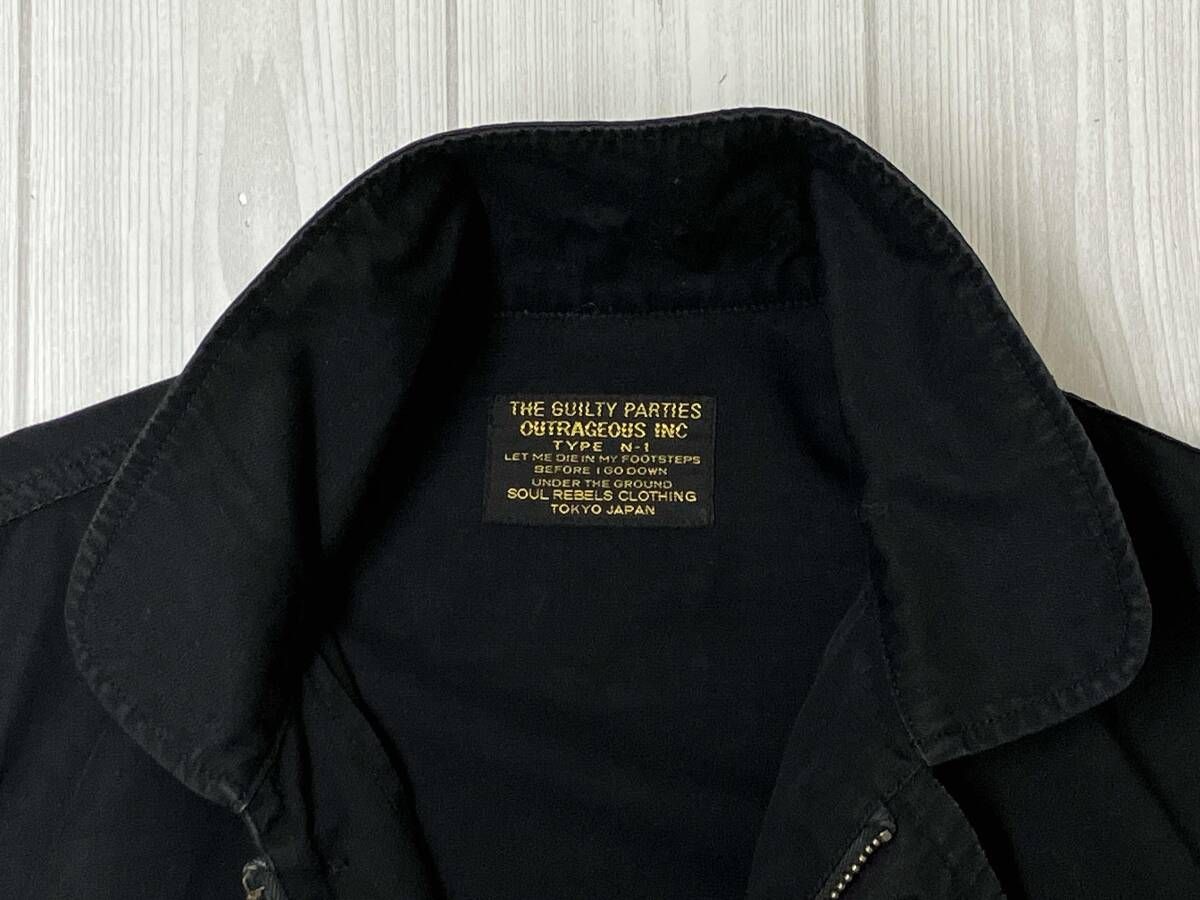 THE GUILTY PARTIES
OUTRAGEOUS INC
TYPE N-1
LET ME DIE IN MY FOOTSTEPS
BEFORE I GO DOWN
UNDER THE GROUND
SOUL REBELS CLOTHING
TOKYO JAPAN